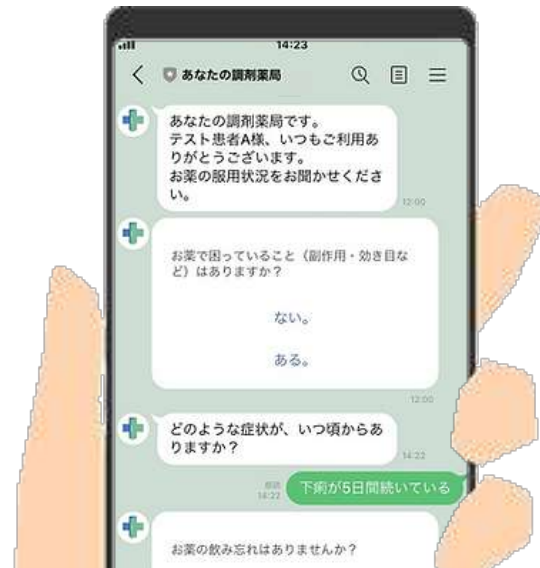 14:23
あなたの調剤薬局
あなたの調剤薬局です。
テスト患者A様、いつもご利用あ
りがとうございます。
お薬の服用状況をお聞かせくださ
い。
12:00
お薬で困っていること（副作用・効き目な
ど）はありますか？
ない。
ある。
12:00
どのような症状が、いつ頃からあ
りますか？
14:22
既読
14:22
下痢が5日間続いている
お薬の飲み忘れはありませんか？